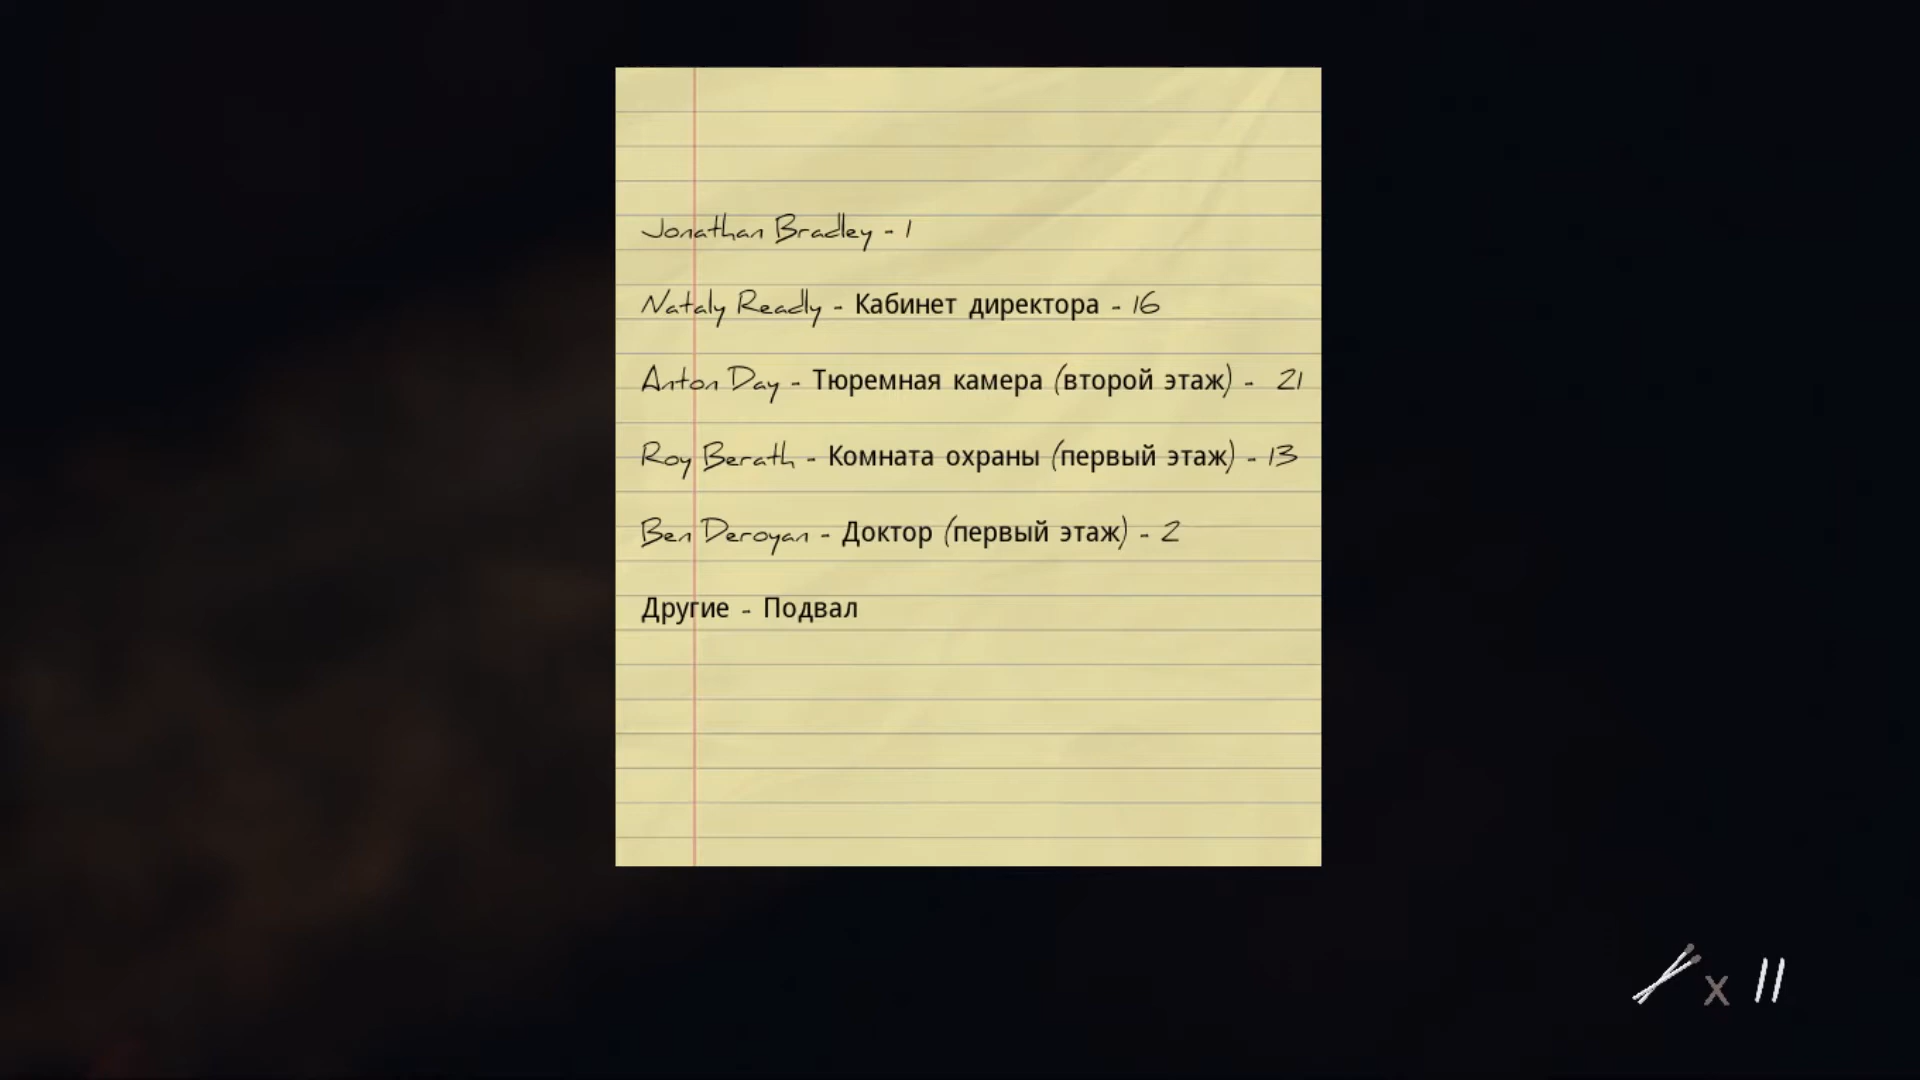 Jonathan Bradley - 1
Nataly Readly - Кабинет директора - 16
Anton Day - Тюремная камера (второй этаж) - 21
Roy Berath - Комната охраны (первый этаж) - 13
Ben Deroyan - Доктор (первый этаж) - 2
Другие - Подвал
x 11